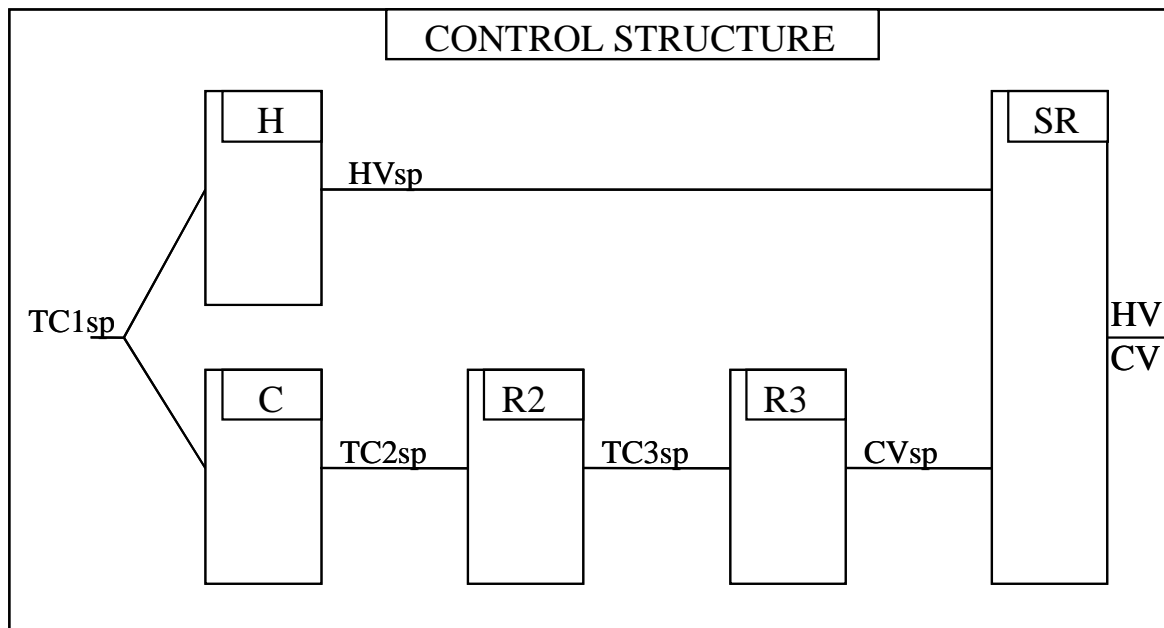 CONTROL STRUCTURE
H
SR
HVsp
TC1sp
HV
CV
C
R2
R3
TC2sp
TC3sp
CVsp